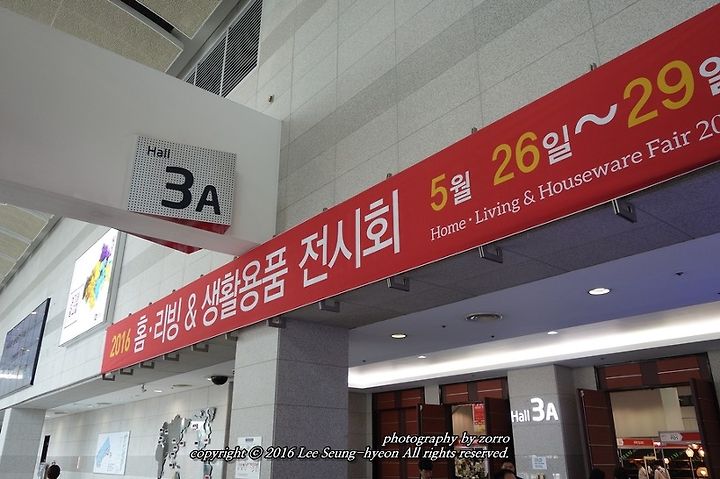 Hall
3A
2016 홈·리빙 & 생활용품 전시회 5월 26일~29일
Home · Living & Houseware Fair
Hall 3A
photography by zorro
copyright © 2016 Lee Seung-hyeon All rights reserved.